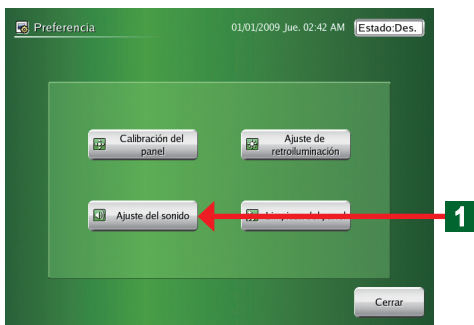 Preferencia
01/01/2009 Jue. 02:42 AM
Estado:Des.
Calibración del
panel
Ajuste de
retroiluminación
Ajuste del sonido
1
Cerrar